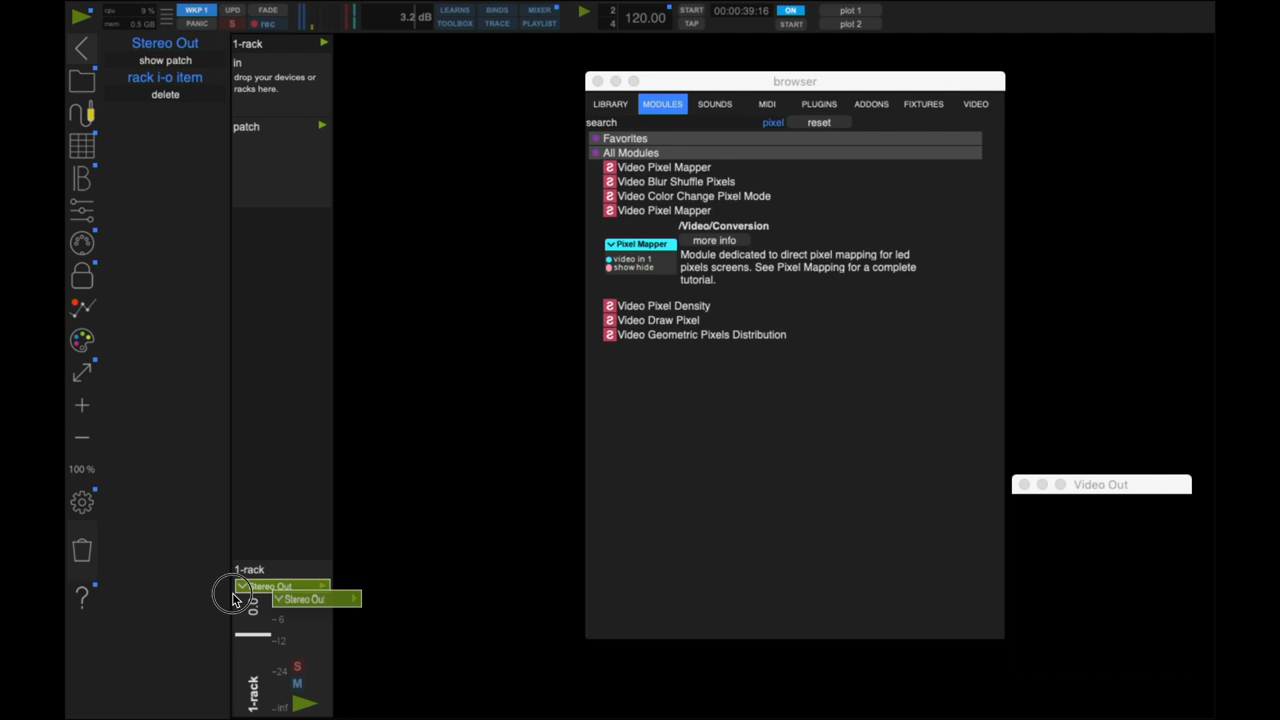 cpu 9 %
mem 0.5 GB
WKP 1
UPD
FADE
PANIC
S
rec
3.2 dB
LEARNS
BINDS
MIXER
TOOLBOX
TRACE
PLAYLIST
2
4
120.00
START
TAP
00:00:39:16
ON
START
plot 1
plot 2
Stereo Out
show patch
rack i-o item
delete
100 %
1-rack
in
drop your devices or
racks here.
patch
browser
LIBRARY
MODULES
SOUNDS
MIDI
PLUGINS
ADDONS
FIXTURES
VIDEO
search
pixel
reset
Favorites
All Modules
Video Pixel Mapper
Video Blur Shuffle Pixels
Video Color Change Pixel Mode
Video Pixel Mapper
/Video/Conversion
more info
Pixel Mapper
video in 1
show hide
Module dedicated to direct pixel mapping for led
pixels screens. See Pixel Mapping for a complete
tutorial.
Video Pixel Density
Video Draw Pixel
Video Geometric Pixels Distribution
Video Out
1-rack
Stereo Out
Stereo Out
0.0
-6
-12
-24
-inf
S
M
1-rack